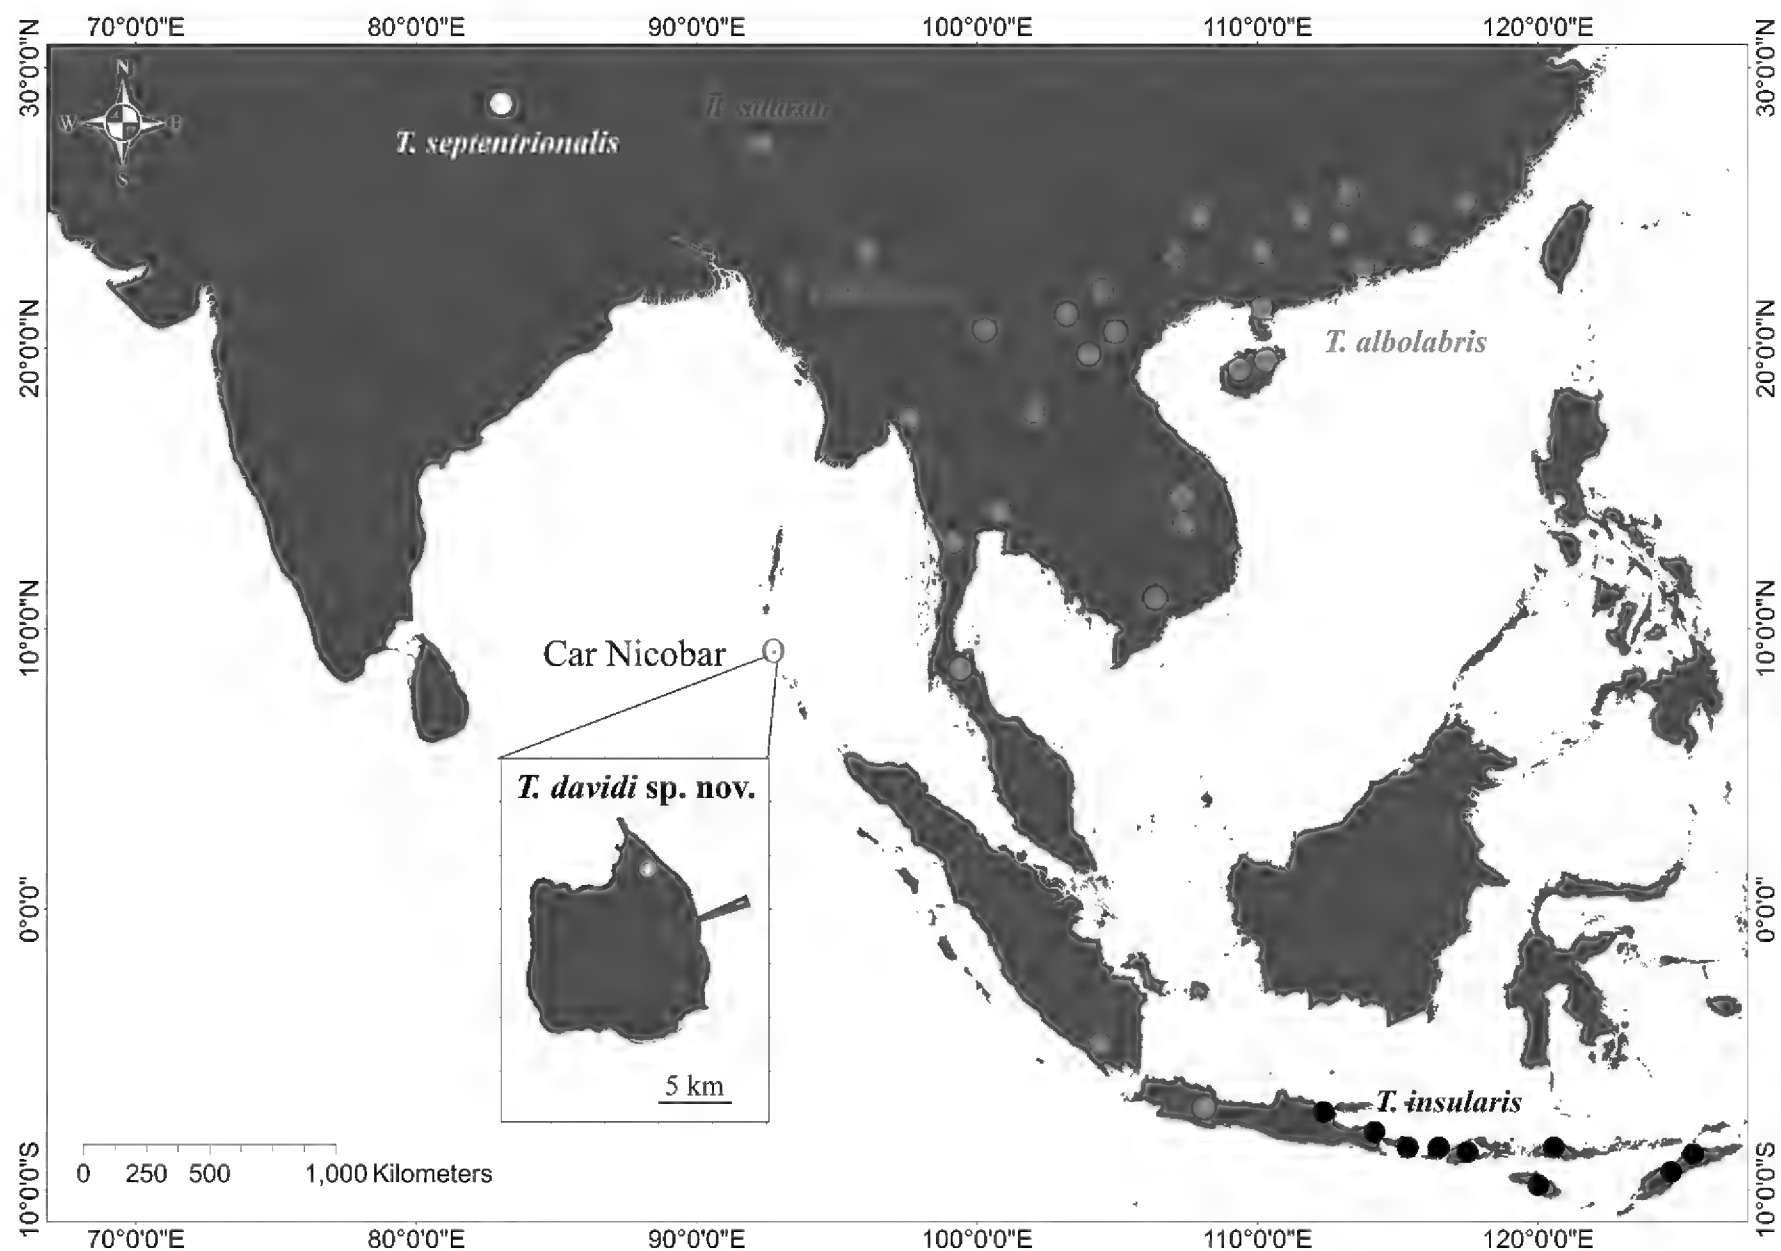 70°0'0"E 80°0'0"E 90°0'0"E 100°0'0"E 110°0'0"E 120°0'0"E
30°0'0"N
30°0'0"N
N
W
S
T. septentrionalis
T. albolabris
20°0'0"N
20°0'0"N
10°0'0"N
10°0'0"N
Car Nicobar
T. davidi sp. nov.
0°0'0"
0°0'0"
5 km
T. insularis
0 250 500 1,000 Kilometers
10°0'0"S
10°0'0"S
70°0'0"E 80°0'0"E 90°0'0"E 100°0'0"E 110°0'0"E 120°0'0"E